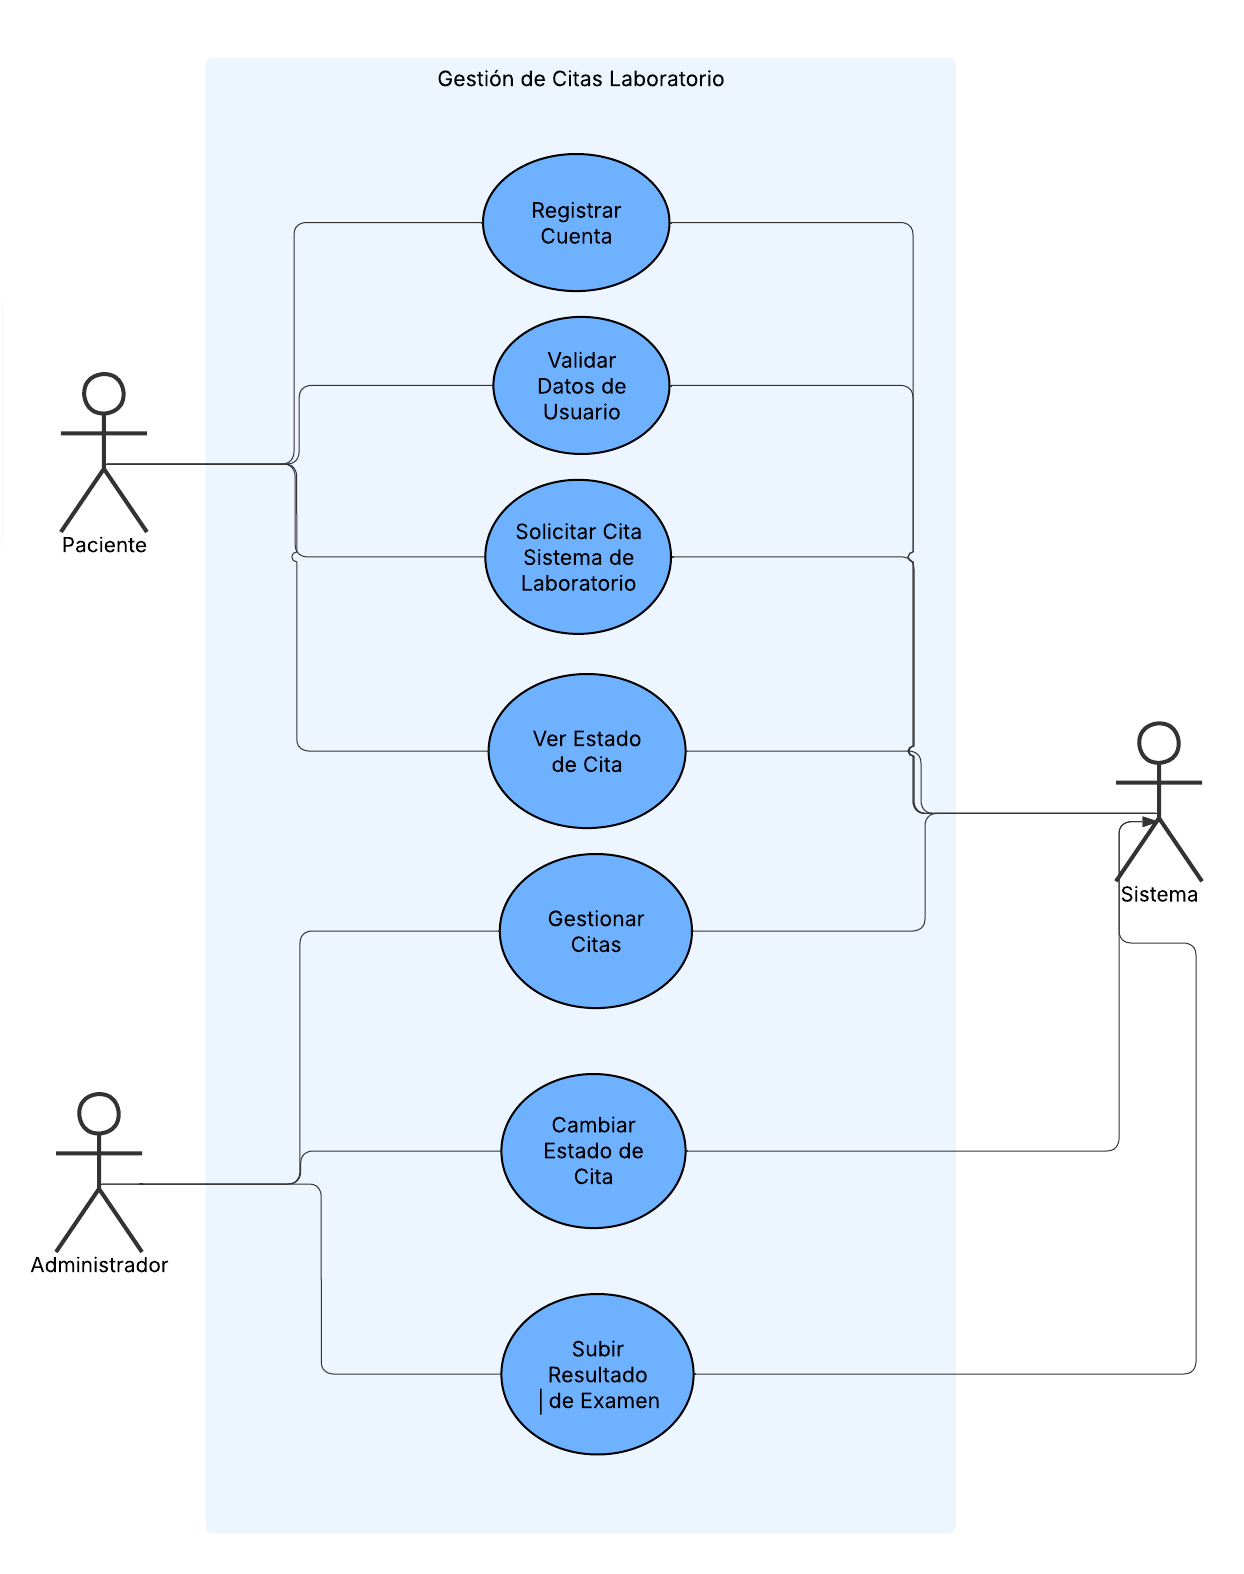 Gestión de Citas Laboratorio
Registrar
Cuenta
Validar
Datos de
Usuario
Paciente
Solicitar Cita
Sistema de
Laboratorio
Ver Estado
de Cita
Sistema
Gestionar
Citas
Cambiar
Estado de
Cita
Administrador
Subir
Resultado
de Examen